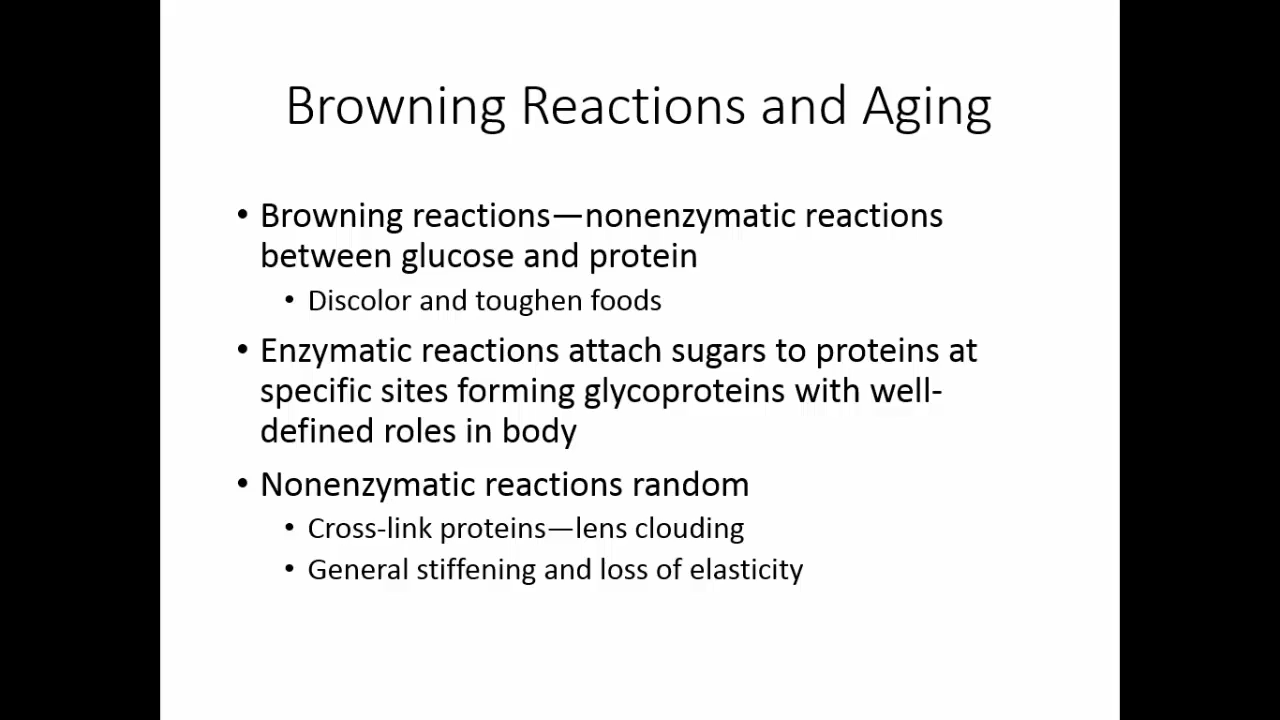 Browning Reactions and Aging
• Browning reactions—nonenzymatic reactions
between glucose and protein
• Discolor and toughen foods
• Enzymatic reactions attach sugars to proteins at
specific sites forming glycoproteins with well-
defined roles in body
• Nonenzymatic reactions random
• Cross-link proteins—lens clouding
• General stiffening and loss of elasticity